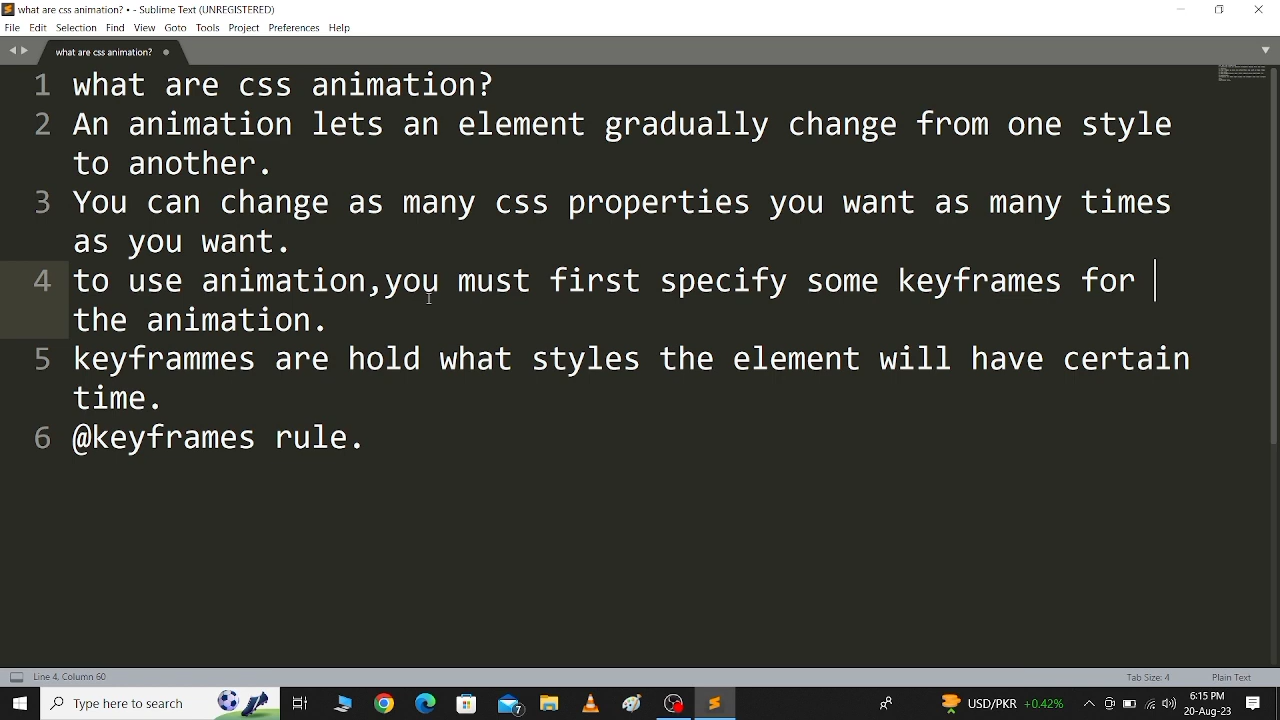 what are css animation? • - Sublime Text (UNREGISTERED)
File Edit Selection Find View Goto Tools Project Preferences Help
what are css animation?
1 what are css animation?
2 An animation lets an element gradually change from one style
to another.
3 You can change as many css properties you want as many times
as you want.
4 to use animation,you must first specify some keyframes for
the animation.
5 keyframmes are hold what styles the element will have certain
time.
6 @keyframes rule.
Line 4, Column 60 Tab Size: 4 Plain Text
Type here to search 7 USD/PKR +0.42% 6:15 PM
20-Aug-23